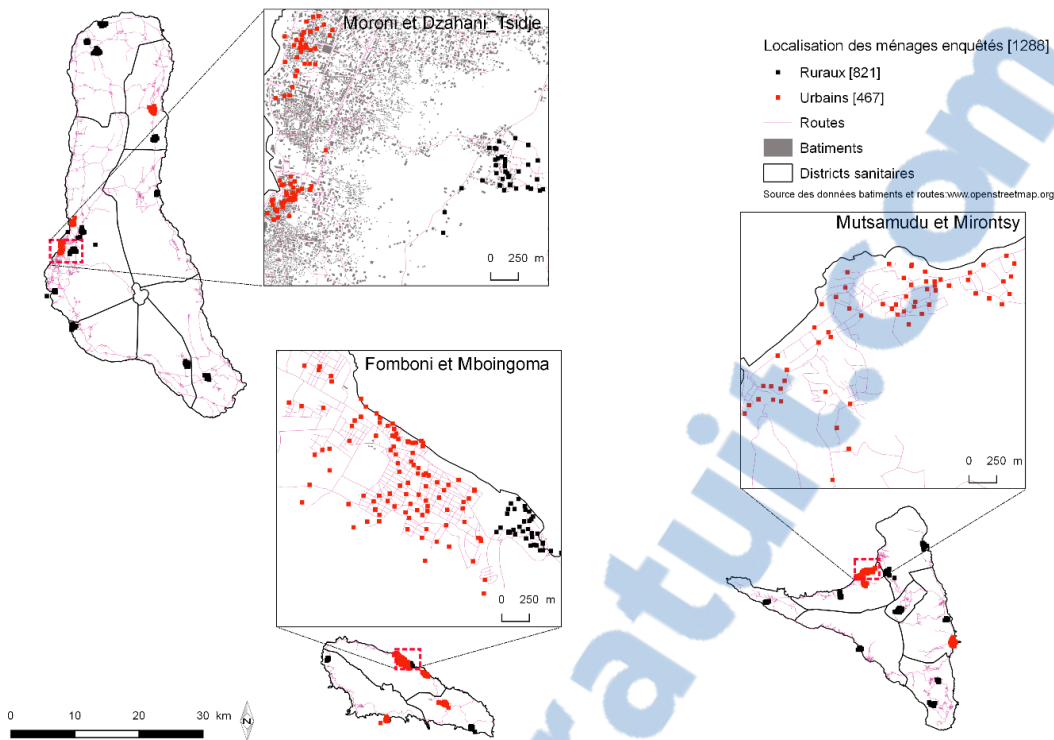 Moroni et Dzahani_Tsidje
0 250 m
Localisation des ménages enquêtés [1288]
Ruraux [821]
Urbains [467]
Routes
Batiments
Districts sanitaires
Source des données batiments et routes:www.openstreetmap.org
Mutsamudu et Mirontsy
0 250 m
Fomboni et Mboingoma
0 250 m
0 10 20 30 km
N
ratuit.com